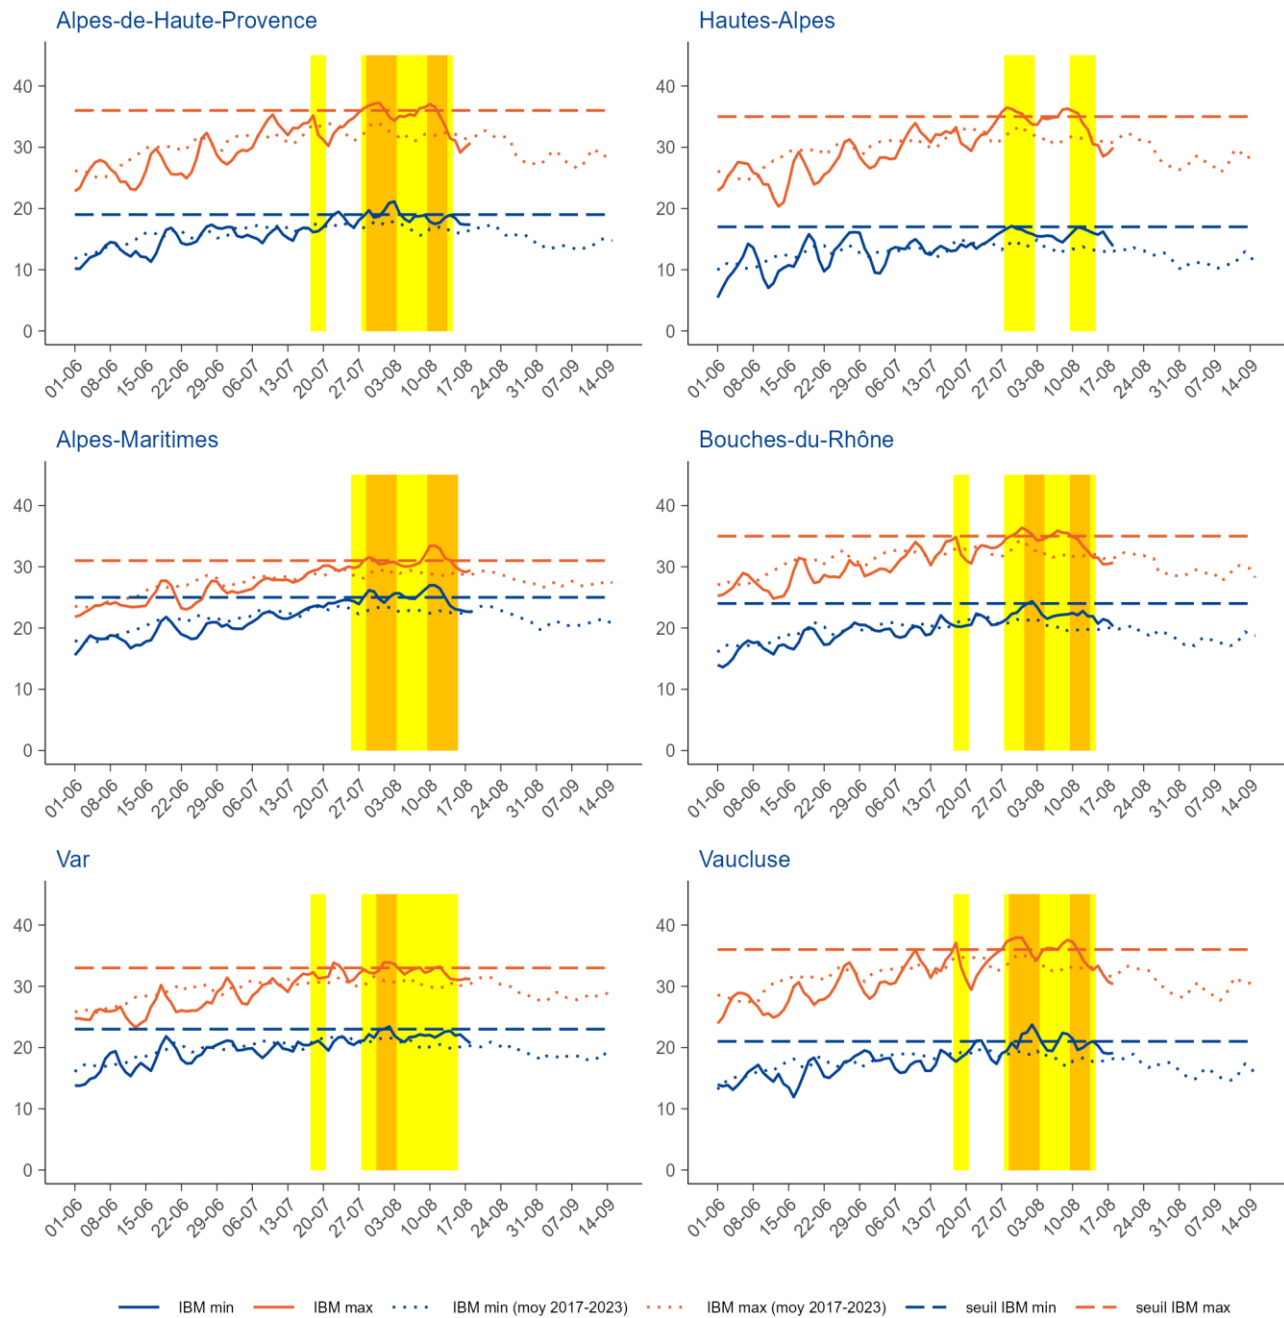 Alpes-de-Haute-Provence
40
30
20
10
0
01-06 08-06 15-06 22-06 29-06 06-07 13-07 20-07 27-07 03-08 10-08 17-08 24-08 31-08 07-09 14-09
Hautes-Alpes
40
30
20
10
0
01-06 08-06 15-06 22-06 29-06 06-07 13-07 20-07 27-07 03-08 10-08 17-08 24-08 31-08 07-09 14-09
Alpes-Maritimes
40
30
20
10
0
01-06 08-06 15-06 22-06 29-06 06-07 13-07 20-07 27-07 03-08 10-08 17-08 24-08 31-08 07-09 14-09
Bouches-du-Rhône
40
30
20
10
0
01-06 08-06 15-06 22-06 29-06 06-07 13-07 20-07 27-07 03-08 10-08 17-08 24-08 31-08 07-09 14-09
Var
40
30
20
10
0
01-06 08-06 15-06 22-06 29-06 06-07 13-07 20-07 27-07 03-08 10-08 17-08 24-08 31-08 07-09 14-09
Vaucluse
40
30
20
10
0
01-06 08-06 15-06 22-06 29-06 06-07 13-07 20-07 27-07 03-08 10-08 17-08 24-08 31-08 07-09 14-09
IBM min IBM max IBM min (moy 2017-2023) IBM max (moy 2017-2023) seuil IBM min seuil IBM max